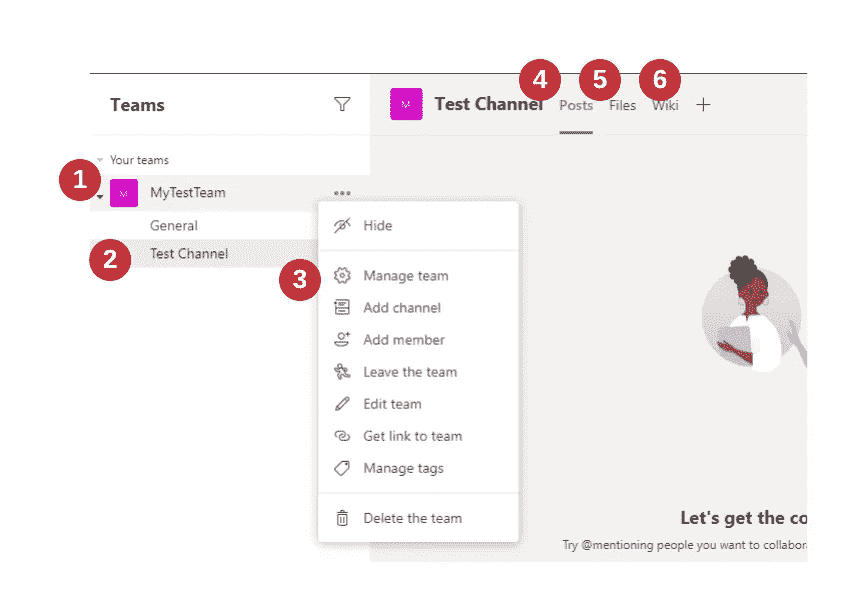 4 5 6
Teams
M Test Channel Posts Files Wiki
Your teams
1
M MyTestTeam
General
2 Test Channel
Hide
3 Manage team
Add channel
Add member
Leave the team
Edit team
Get link to team
Manage tags
Delete the team
Let's get the co
Try @mentioning people you want to collabor